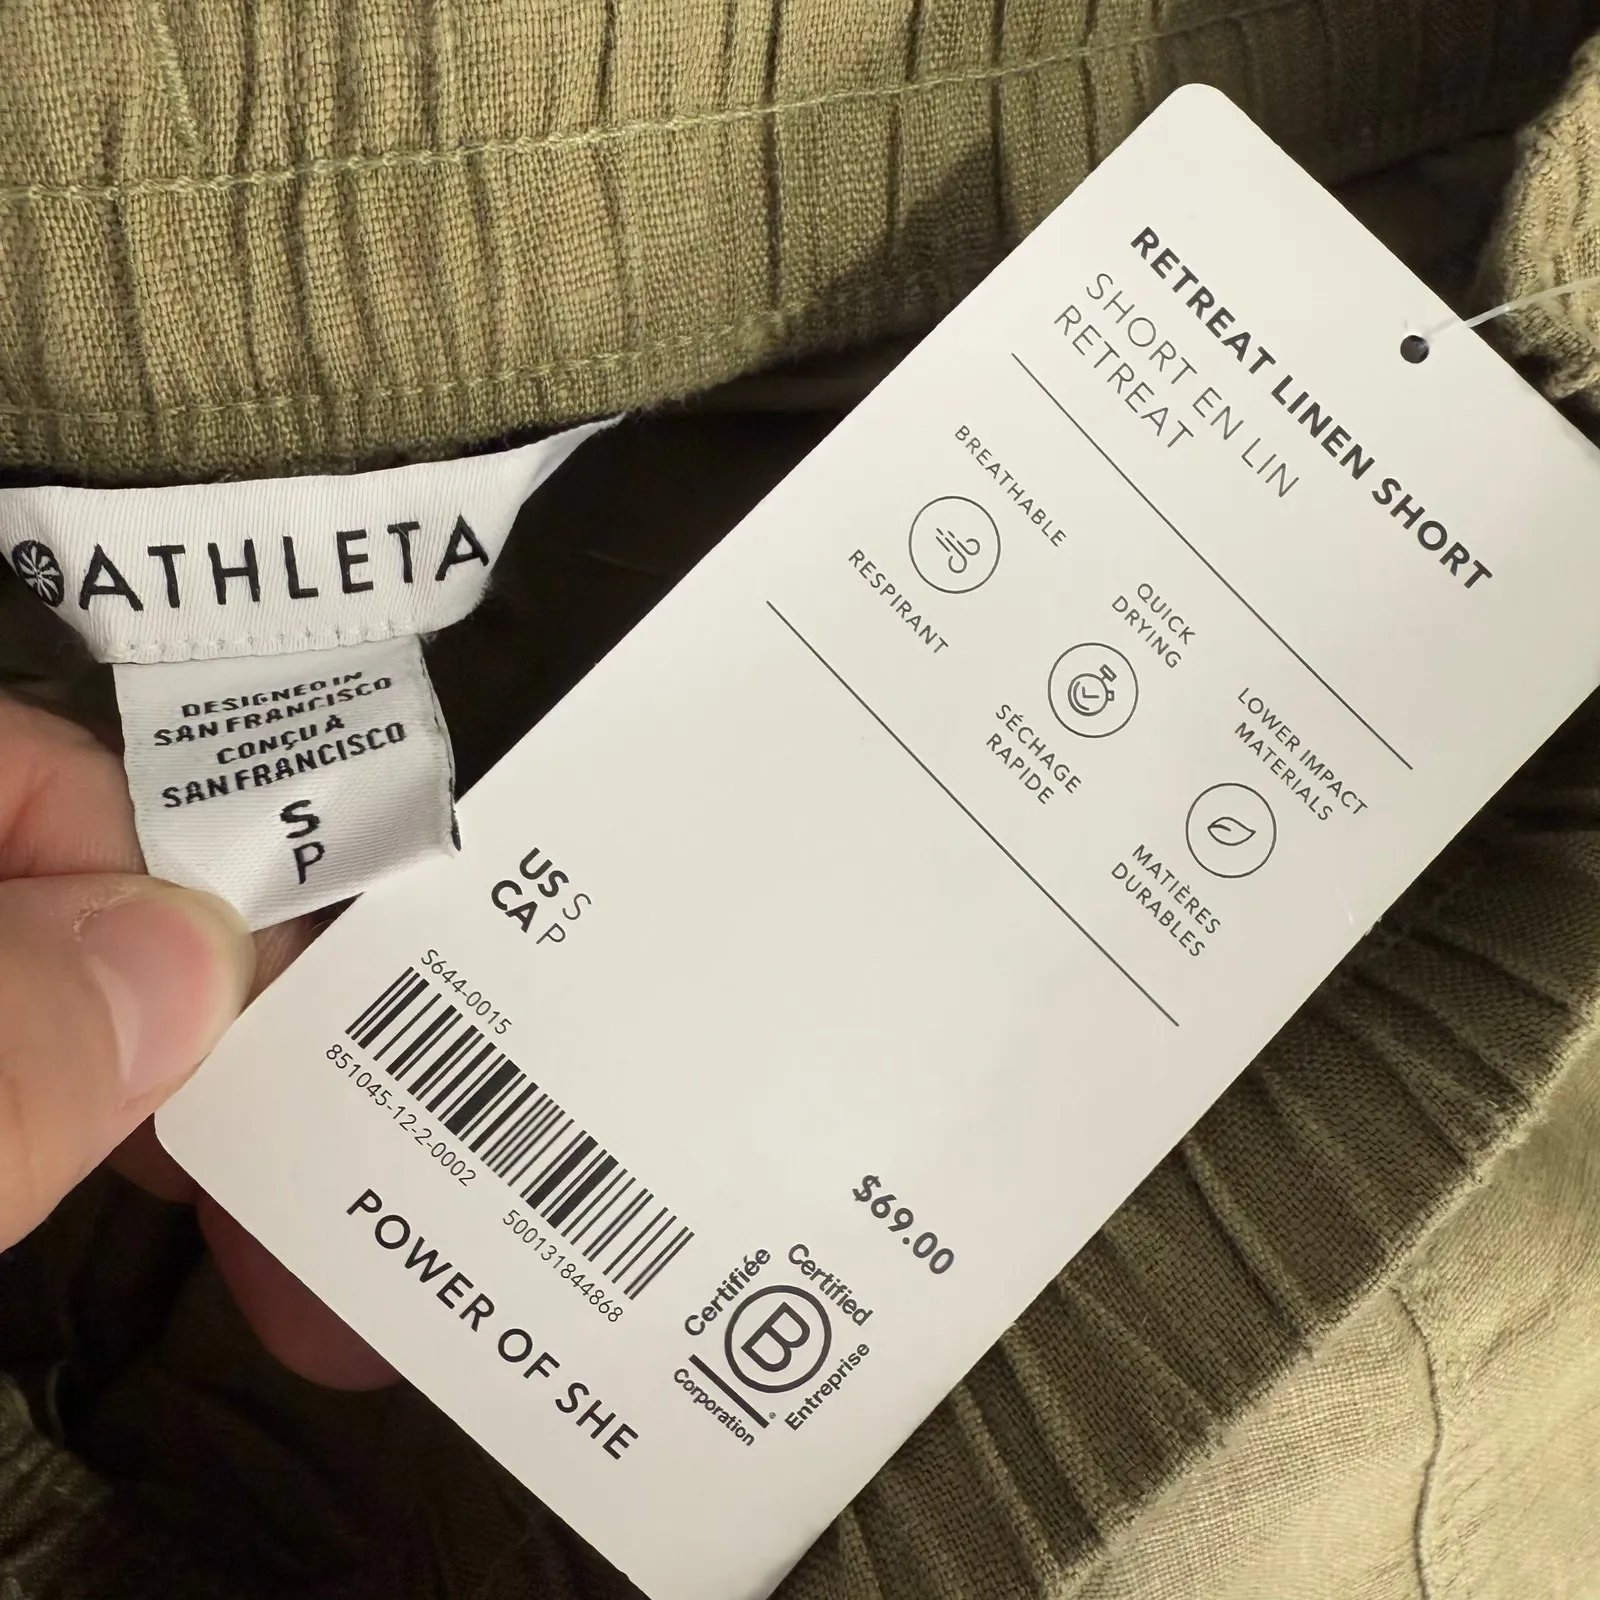 ATHLETA
DESIGNED IN
SAN FRANCISCO
CONÇU À
SAN FRANCISCO
S
P
RETREAT LINEN SHORT
SHORT EN LIN
RETREAT
BREATHABLE
RESPIRANT
QUICK
DRYING
SÉCHAGE
RAPIDE
LOWER IMPACT
MATERIALS
MATIÈRES
DURABLES
US S
CA P
S644-0015
851045-12-2-0002
500131844868
$69.00
POWER OF SHE
Certifiée
Certified
B
Corporation
Entreprise